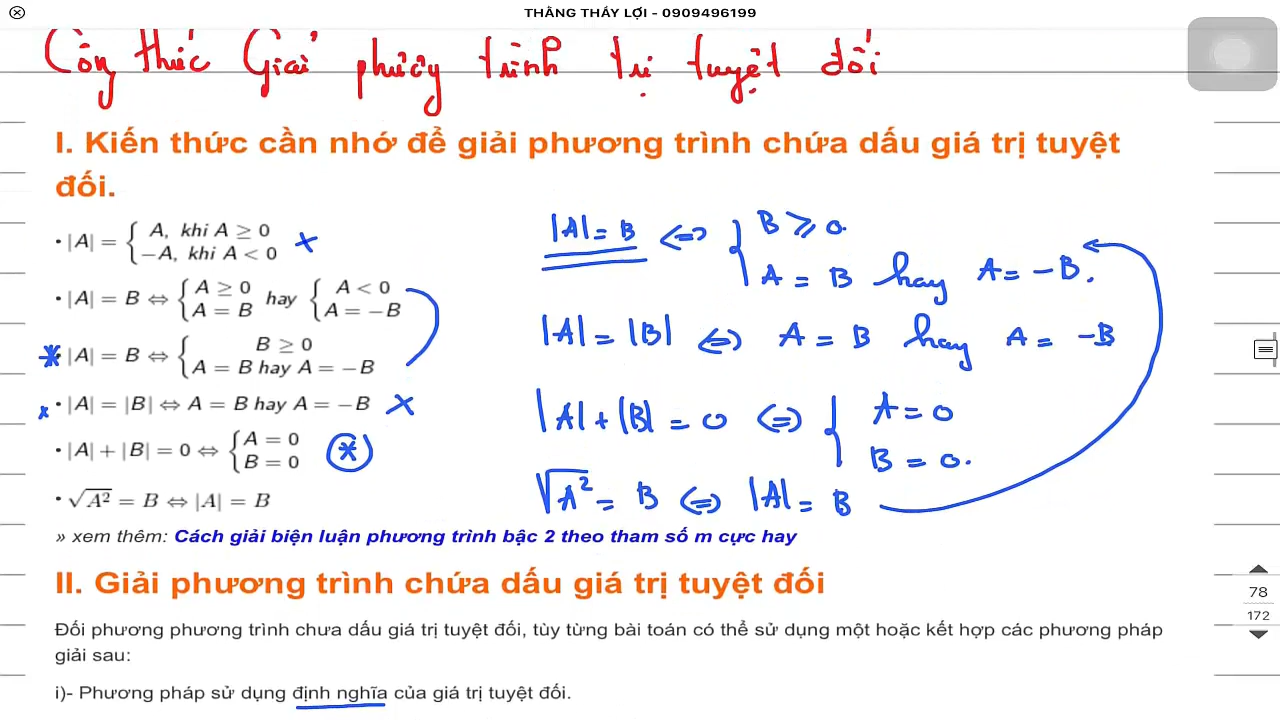 THẰNG THẦY LỢI - 0909496199
Công thức Giải phương trình trị tuyệt đối
I. Kiến thức cần nhớ để giải phương trình chứa dấu giá trị tuyệt
đối.
• |A| = { A, khi A ≥ 0
−A, khi A < 0 ×
• |A| = B ⇔ { A ≥ 0
A = B hay { A < 0
A = −B
* • |A| = B ⇔ { B ≥ 0
A = B hay A = −B
× • |A| = |B| ⇔ A = B hay A = −B ×
• |A| + |B| = 0 ⇔ { A = 0
B = 0 *
• √A² = B ⇔ |A| = B
|A| = B ⇔ { B ≥ 0.
A = B hay A = −B.
|A| = |B| ⇔ A = B hay A = −B
|A| + |B| = 0 ⇔ { A = 0
B = 0.
√A² = B ⇔ |A| = B
» xem thêm: Cách giải biện luận phương trình bậc 2 theo tham số m cực hay
II. Giải phương trình chứa dấu giá trị tuyệt đối
Đối phương phương trình chưa dấu giá trị tuyệt đối, tùy từng bài toán có thể sử dụng một hoặc kết hợp các phương pháp
giải sau:
i)- Phương pháp sử dụng định nghĩa của giá trị tuyệt đối.
78
172